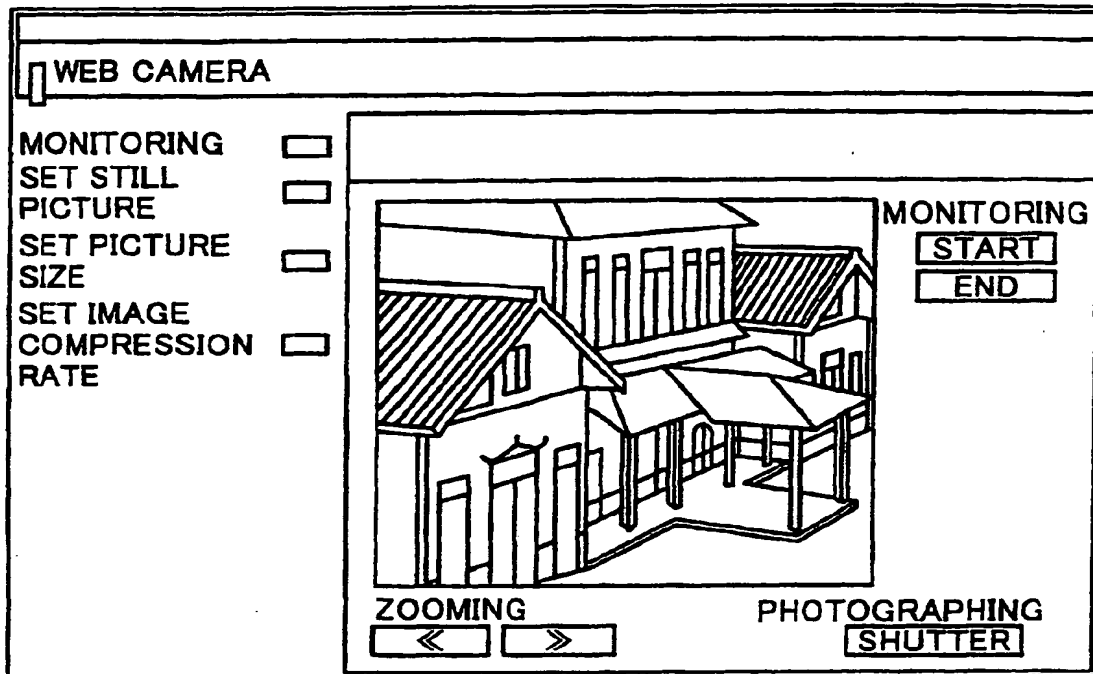 WEB CAMERA
MONITORING
SET STILL
PICTURE
SET PICTURE
SIZE
SET IMAGE
COMPRESSION
RATE
MONITORING
START
END
ZOOMING
≪ ≫
PHOTOGRAPHING
SHUTTER